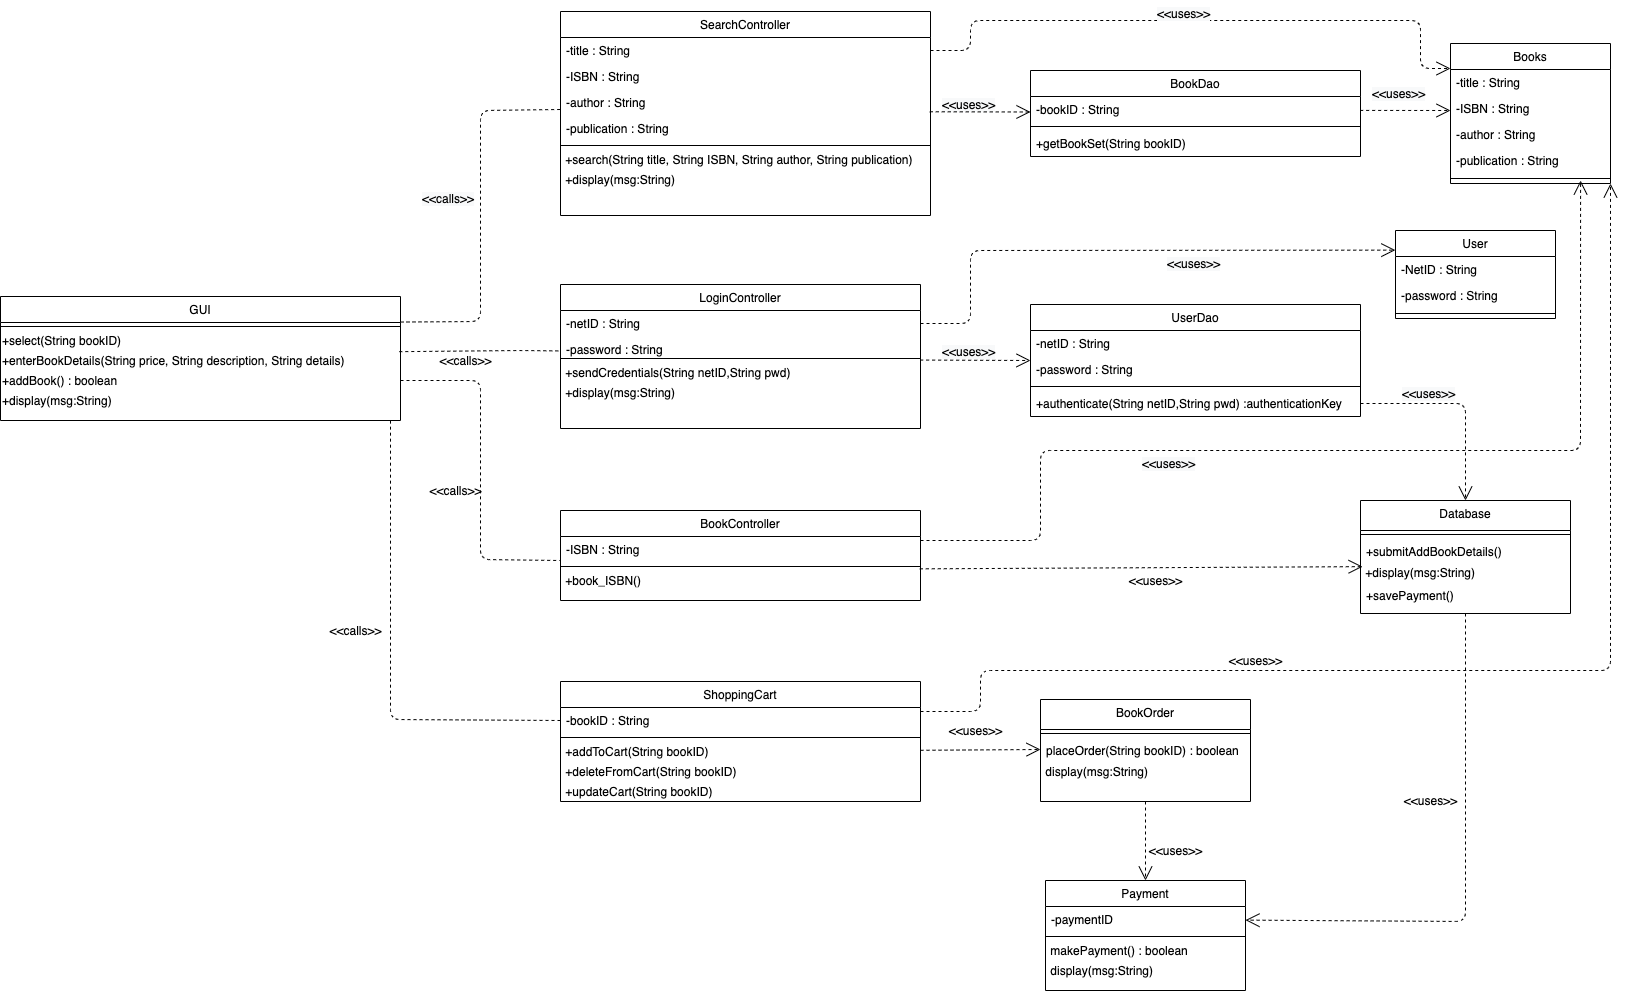 <<uses>>
SearchController
-title : String
-ISBN : String
-author : String
-publication : String
+search(String title, String ISBN, String author, String publication)
+display(msg:String)
<<uses>>
BookDao
-bookID : String
+getBookSet(String bookID)
<<uses>>
Books
-title : String
-ISBN : String
-author : String
-publication : String
<<calls>>
User
-NetID : String
-password : String
<<uses>>
GUI
+select(String bookID)
+enterBookDetails(String price, String description, String details)
+addBook() : boolean
+display(msg:String)
<<calls>>
LoginController
-netID : String
-password : String
+sendCredentials(String netID,String pwd)
+display(msg:String)
<<uses>>
UserDao
-netID : String
-password : String
+authenticate(String netID,String pwd) :authenticationKey
<<uses>>
<<uses>>
<<calls>>
BookController
-ISBN : String
+book_ISBN()
<<uses>>
Database
+submitAddBookDetails()
+display(msg:String)
+savePayment()
<<calls>>
<<uses>>
ShoppingCart
-bookID : String
+addToCart(String bookID)
+deleteFromCart(String bookID)
+updateCart(String bookID)
<<uses>>
BookOrder
placeOrder(String bookID) : boolean
display(msg:String)
<<uses>>
<<uses>>
Payment
-paymentID
makePayment() : boolean
display(msg:String)